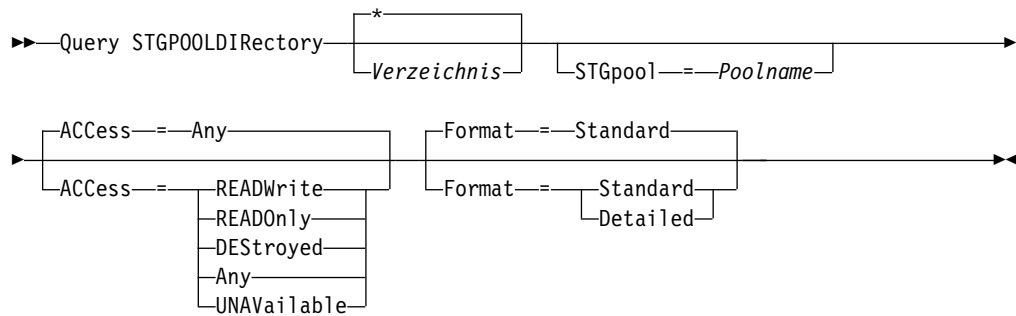 *
Query STGPOOLDIRectory
Verzeichnis STGpool = Poolname
ACCess = Any Format = Standard
ACCess = READWrite Format = Standard
READOnly Detailed
DEStroyed
Any
UNAVailable